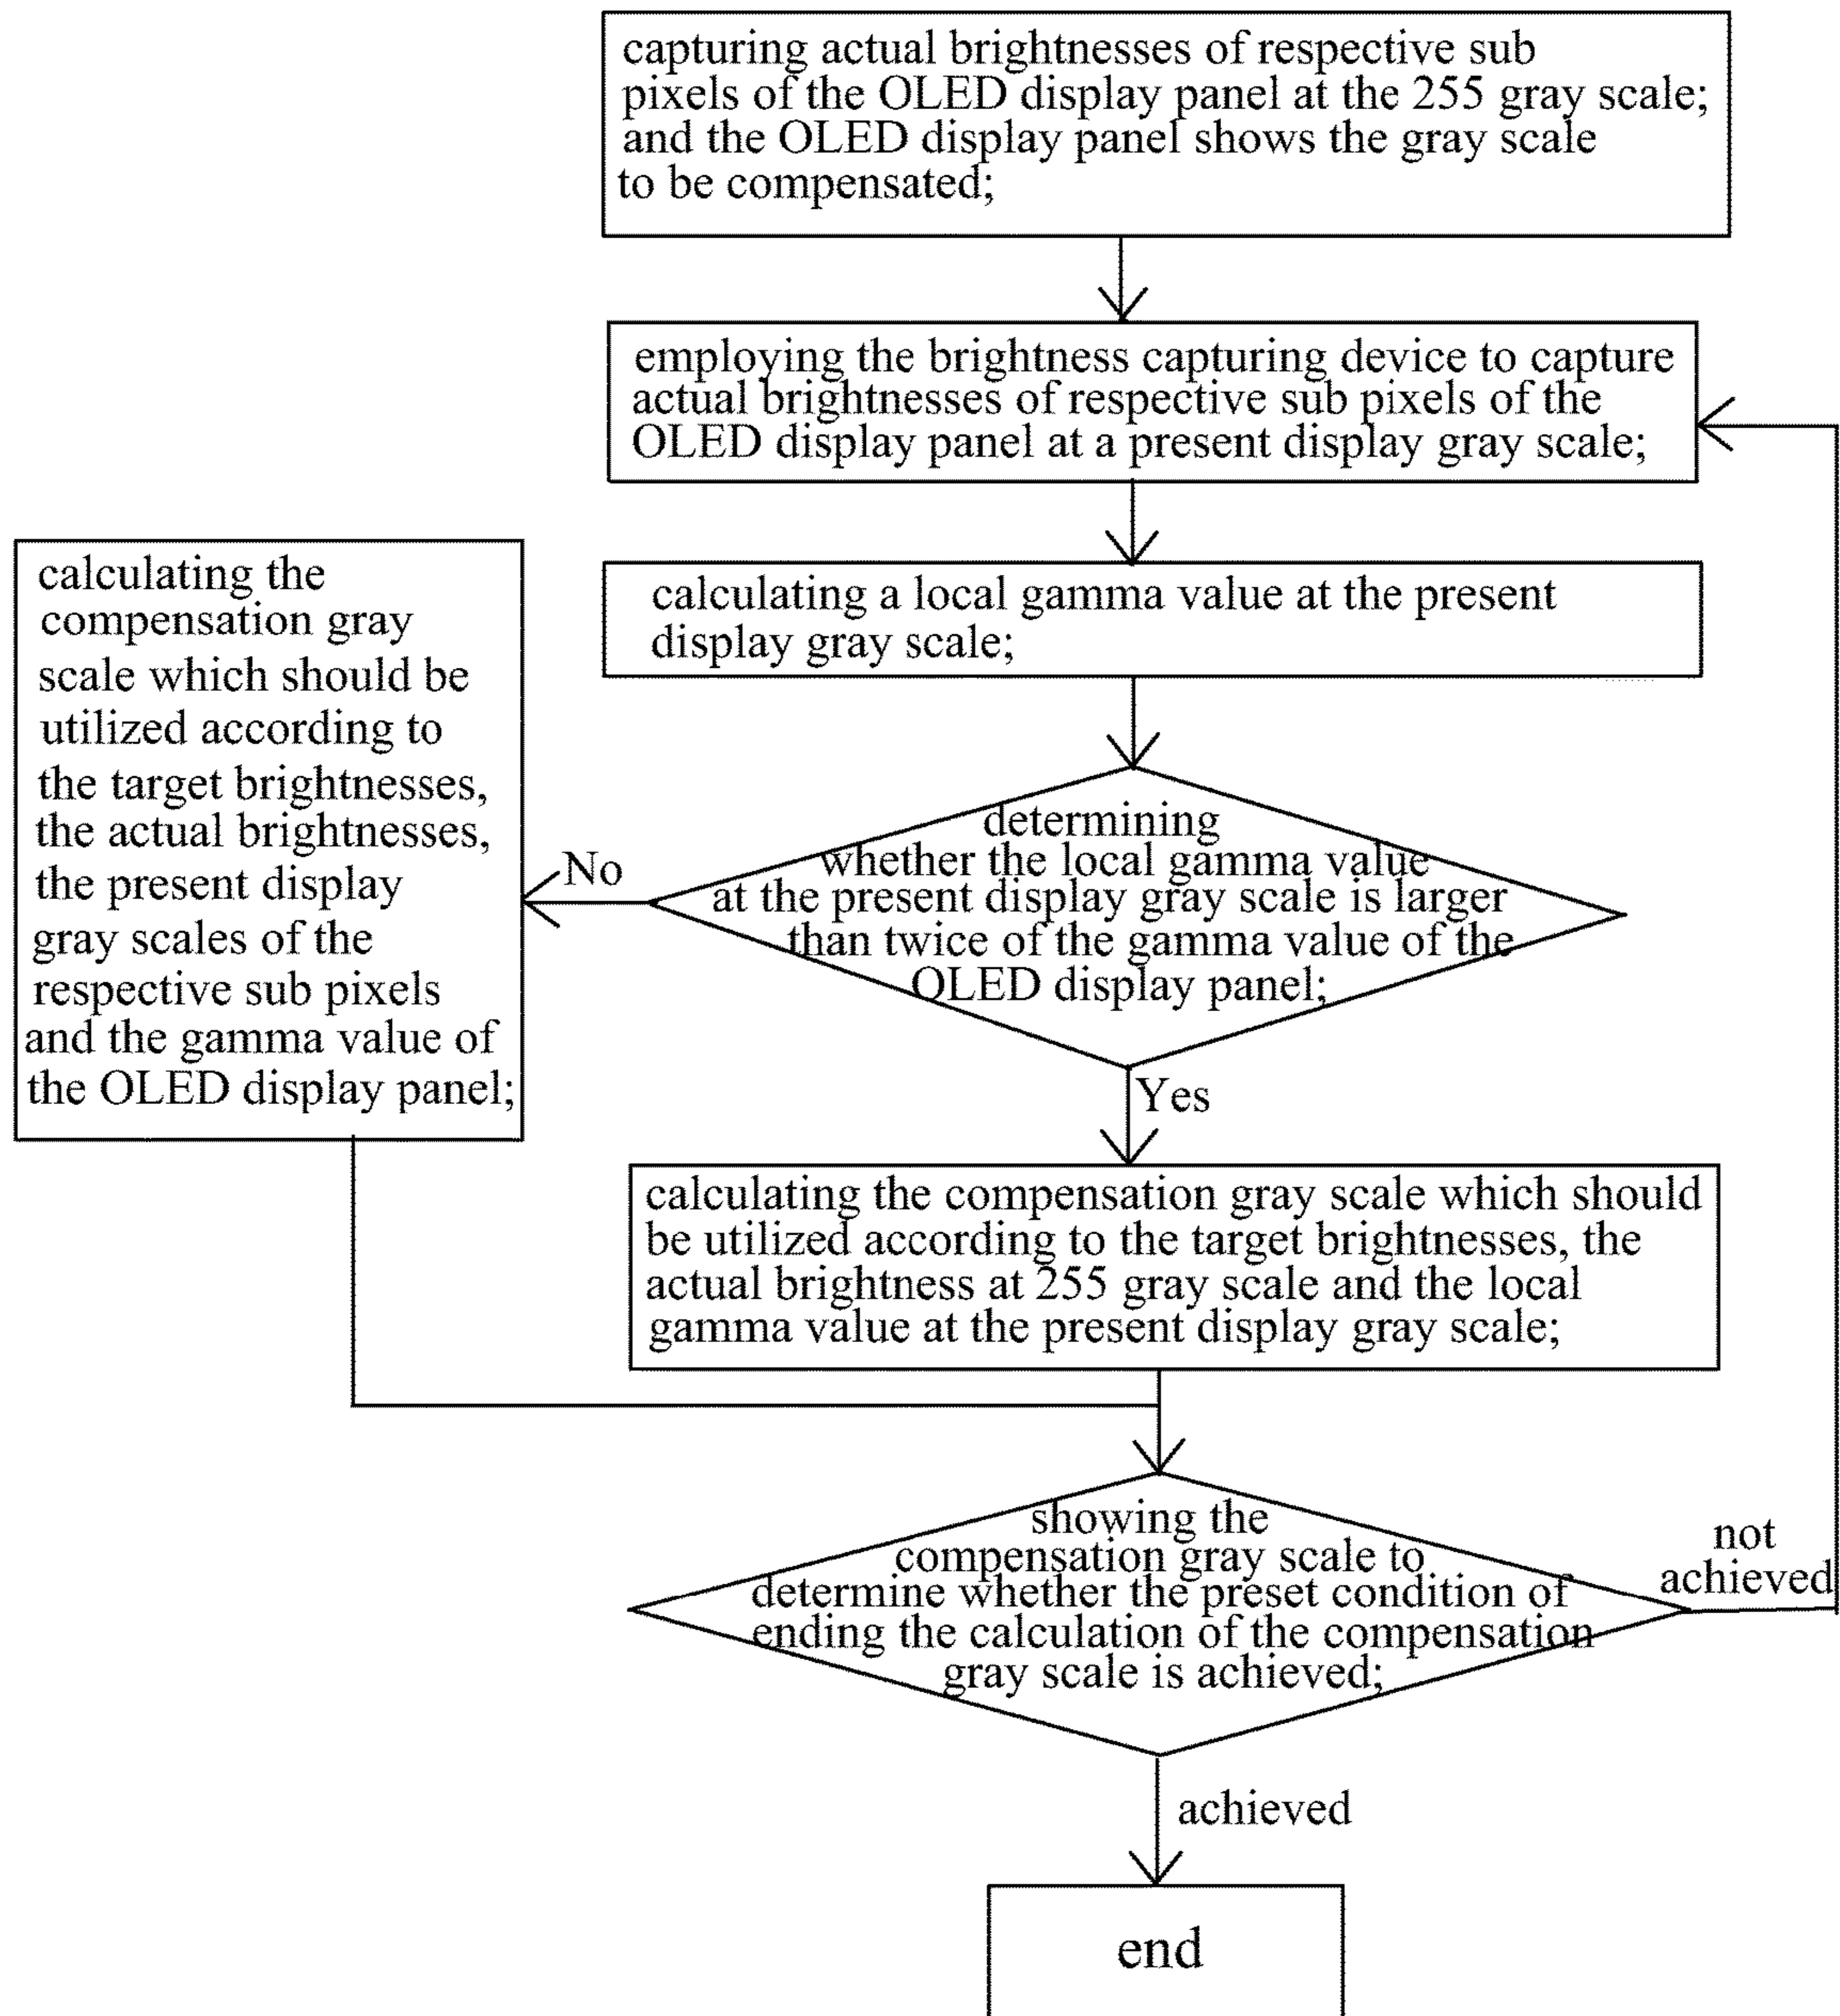 capturing actual brightnesses of respective sub
pixels of the OLED display panel at the 255 gray scale;
and the OLED display panel shows the gray scale
to be compensated;
employing the brightness capturing device to capture
actual brightnesses of respective sub pixels of the
OLED display panel at a present display gray scale;
calculating a local gamma value at the present
display gray scale;
determining
whether the local gamma value
at the present display gray scale is larger
than twice of the gamma value of the
OLED display panel;
No
calculating the
compensation gray
scale which should be
utilized according to
the target brightnesses,
the actual brightnesses,
the present display
gray scales of the
respective sub pixels
and the gamma value of
the OLED display panel;
Yes
calculating the compensation gray scale which should
be utilized according to the target brightnesses, the
actual brightness at 255 gray scale and the local
gamma value at the present display gray scale;
showing the
compensation gray scale to
determine whether the preset condition of
ending the calculation of the compensation
gray scale is achieved;
not
achieved
achieved
end